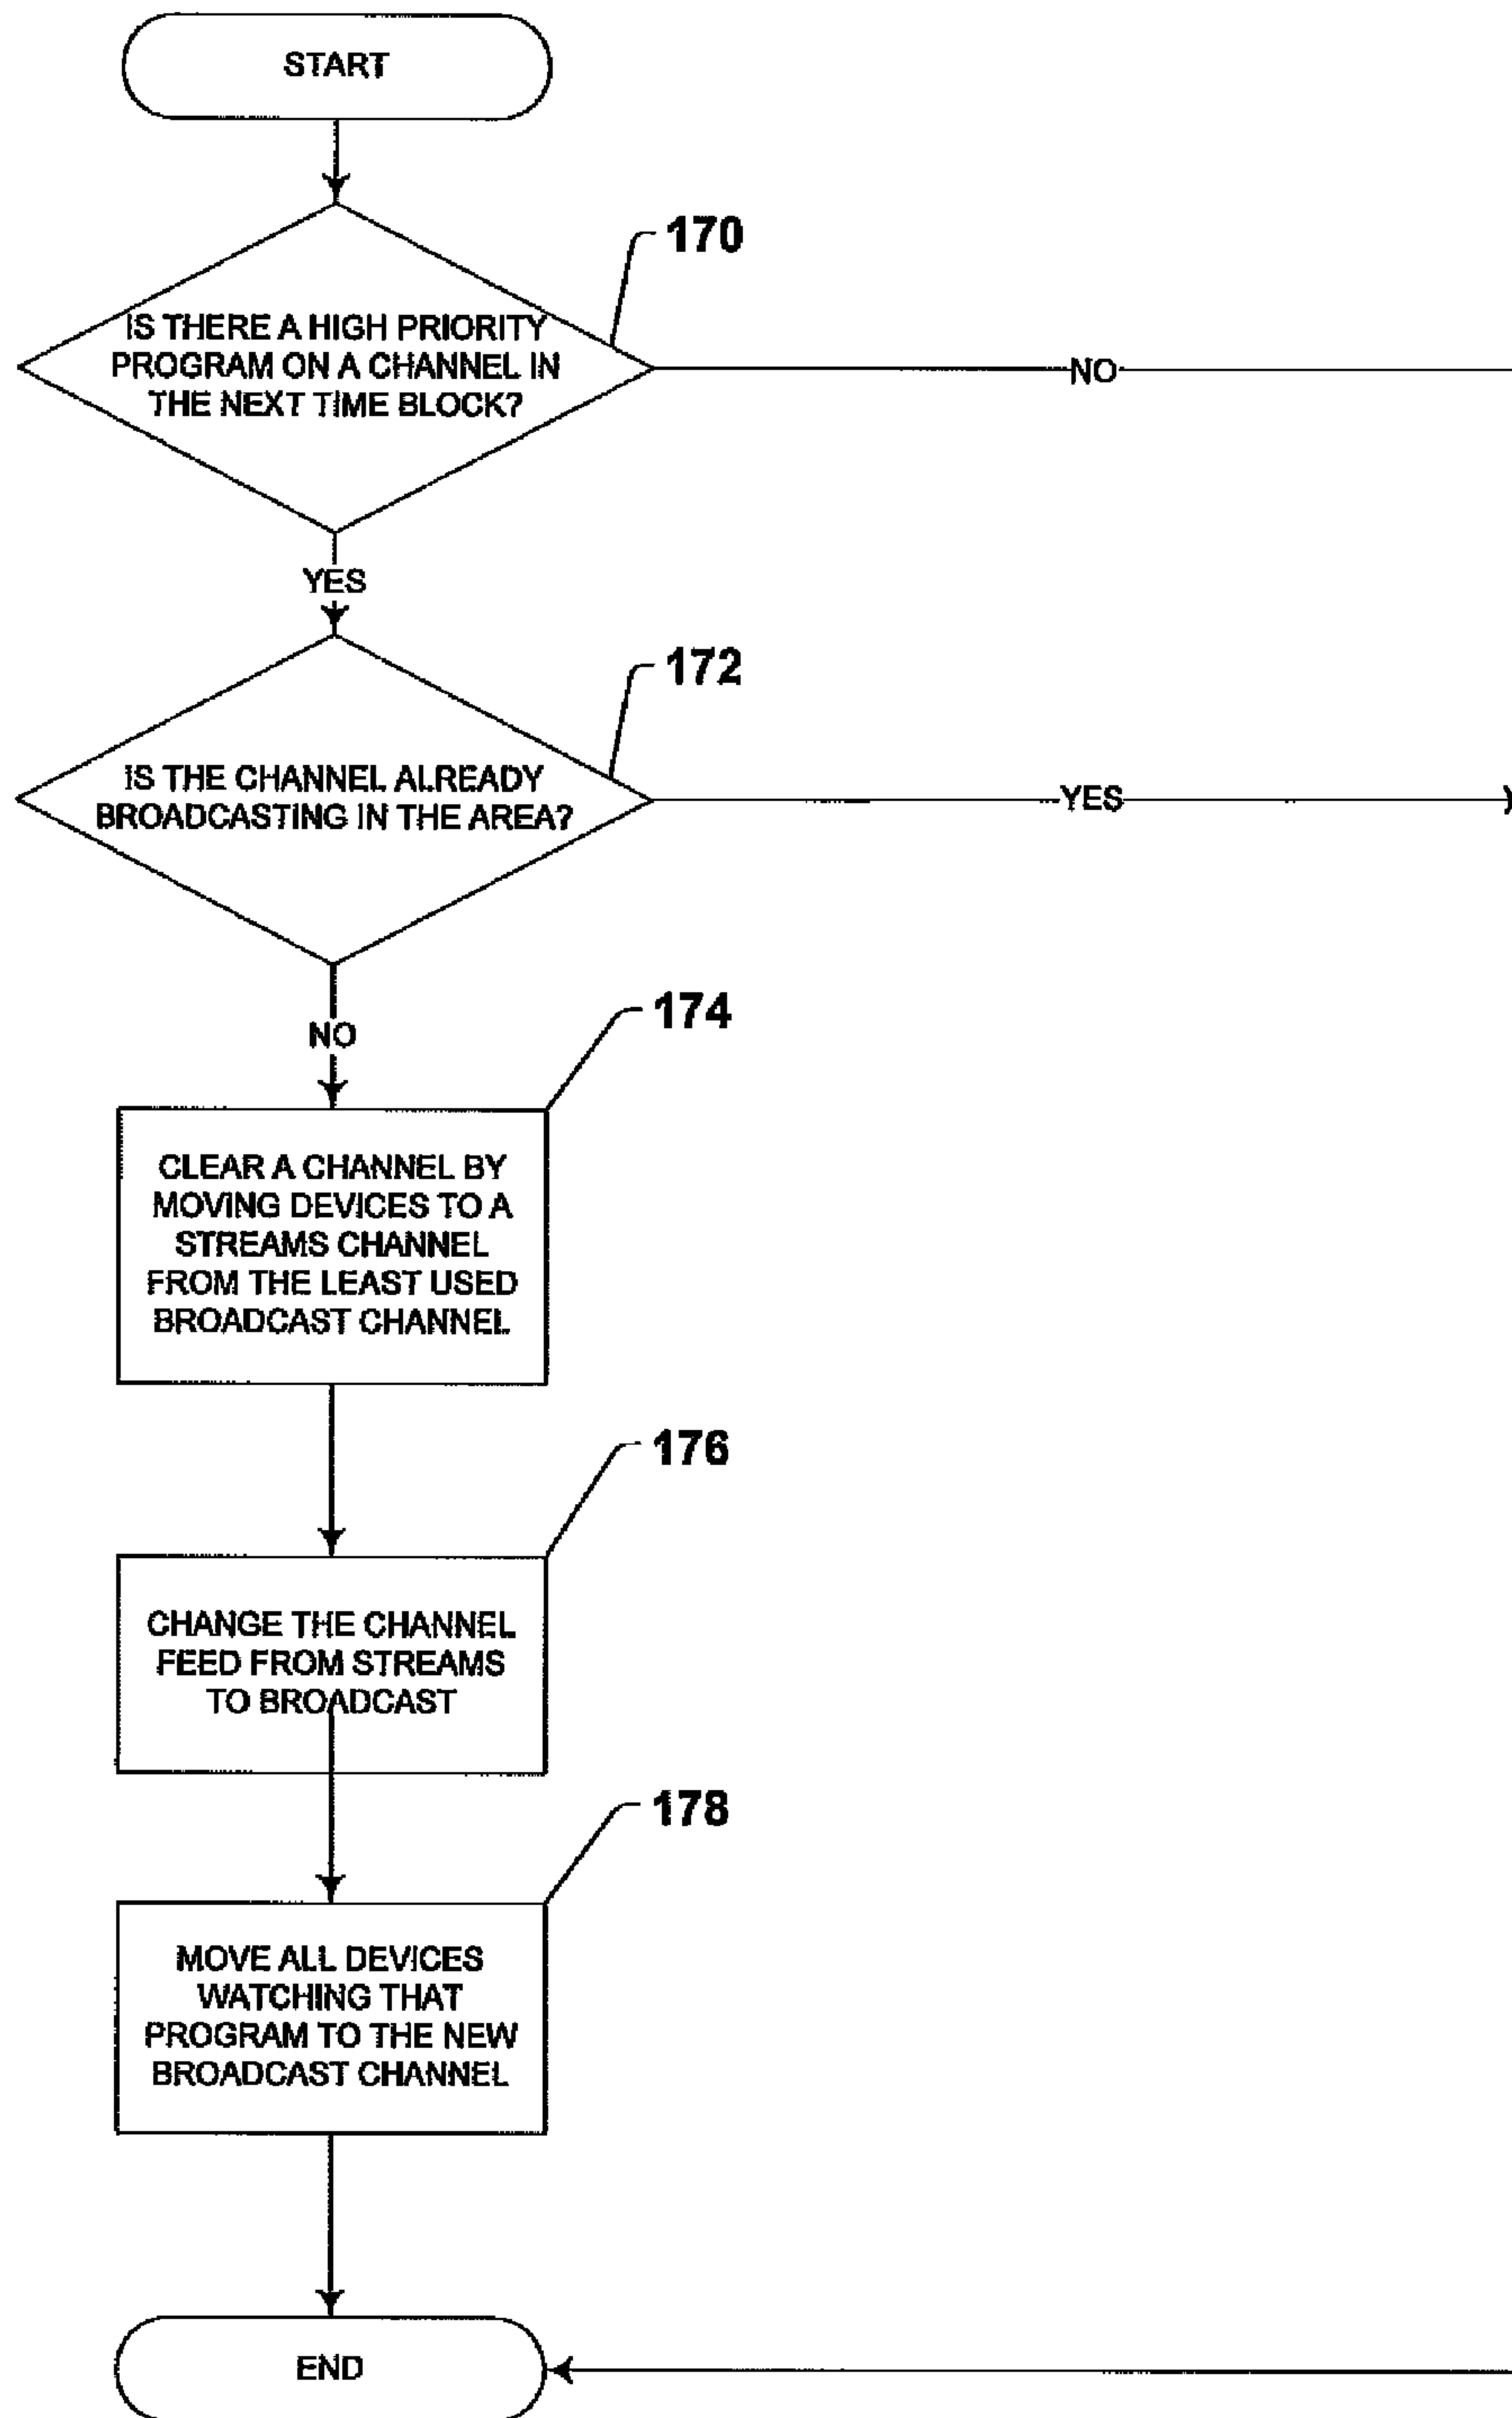 START
170
IS THERE A HIGH PRIORITY
PROGRAM ON A CHANNEL IN
THE NEXT TIME BLOCK?
NO
YES
172
IS THE CHANNEL ALREADY
BROADCASTING IN THE AREA?
YES
NO
174
CLEAR A CHANNEL BY
MOVING DEVICES TO A
STREAMS CHANNEL
FROM THE LEAST USED
BROADCAST CHANNEL
176
CHANGE THE CHANNEL
FEED FROM STREAMS
TO BROADCAST
178
MOVE ALL DEVICES
WATCHING THAT
PROGRAM TO THE NEW
BROADCAST CHANNEL
END